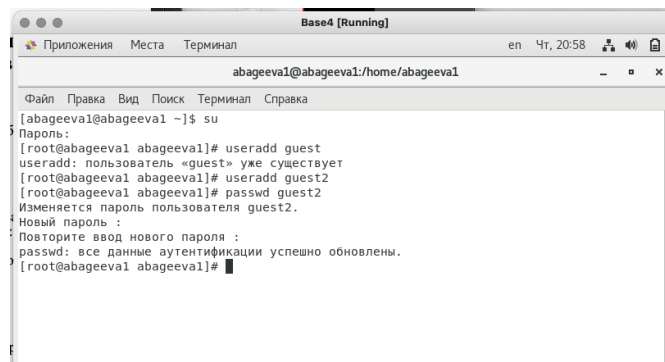 Base4 [Running]
Приложения Места Терминал en Чт, 20:58
abageeva1@abageeva1:/home/abageeva1
Файл Правка Вид Поиск Терминал Справка
[abageeva1@abageeva1 ~]$ su
Пароль:
[root@abageeva1 abageeva1]# useradd guest
useradd: пользователь «guest» уже существует
[root@abageeva1 abageeva1]# useradd guest2
[root@abageeva1 abageeva1]# passwd guest2
Изменяется пароль пользователя guest2.
Новый пароль :
Повторите ввод нового пароля :
passwd: все данные аутентификации успешно обновлены.
[root@abageeva1 abageeva1]#